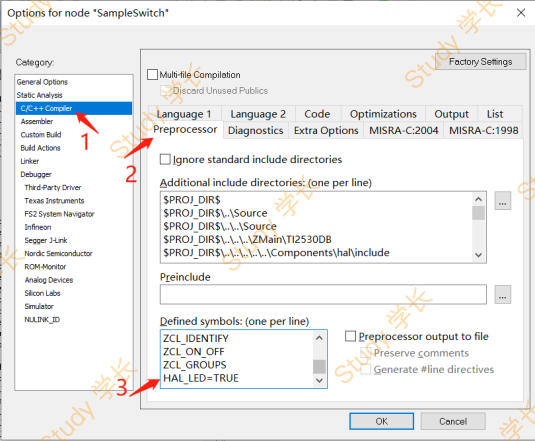 Options for node "SampleSwitch"
Category:
General Options
Static Analysis
C/C++ Compiler
Assembler
Custom Build
Build Actions
Linker
Debugger
Third-Party Driver
Texas Instruments
FS2 System Navigator
Infineon
Segger J-Link
Nordic Semiconductor
ROM-Monitor
Analog Devices
Silicon Labs
Simulator
NULINK_ID
1
Factory Settings
Multi-file Compilation
Discard Unused Publics
Language 1 Language 2 Code Optimizations Output List
Preprocessor Diagnostics Extra Options MISRA-C:2004 MISRA-C:1998
2
Ignore standard include directories
Additional include directories: (one per line)
$PROJ_DIR$
$PROJ_DIR$\..\Source
$PROJ_DIR$\..\..\Source
$PROJ_DIR$\..\..\..\ZMain\TI2530DB
$PROJ_DIR$\..\..\..\..\..\Components\hal\include
...
Preinclude
...
Defined symbols: (one per line)
ZCL_IDENTIFY
ZCL_ON_OFF
ZCL_GROUPS
HAL_LED=TRUE
3
Preprocessor output to file
Preserve comments
Generate #line directives
OK Cancel
Study 学长
Study 学长
Study 学长
Study 学长
Study 学长
Study 学长
Study 学长
Study 学长